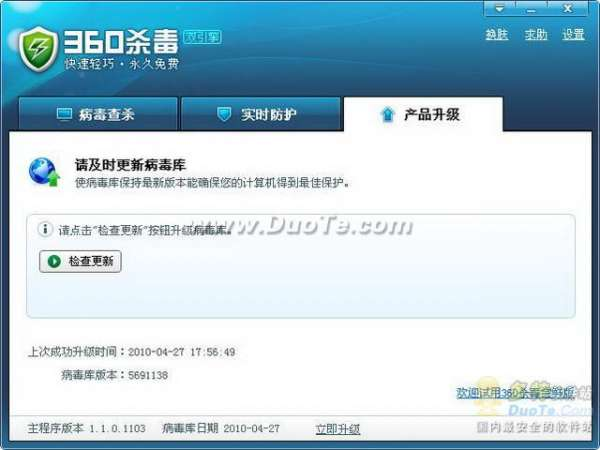 360杀毒 双引擎
快速轻巧·永久免费
换肤 求助 设置
病毒查杀 实时防护 产品升级
请及时更新病毒库
使病毒库保持最新版本能确保您的计算机得到最佳保护。
www.DuoTe.com
请点击“检查更新”按钮升级病毒库。
检查更新
上次成功升级时间：2010-04-27 17:56:49
病毒库版本：5691138
欢迎试用360杀毒
DuoTe.com
国内最安全的软件站
主程序版本 1.1.0.1103 病毒库日期 2010-04-27 立即升级